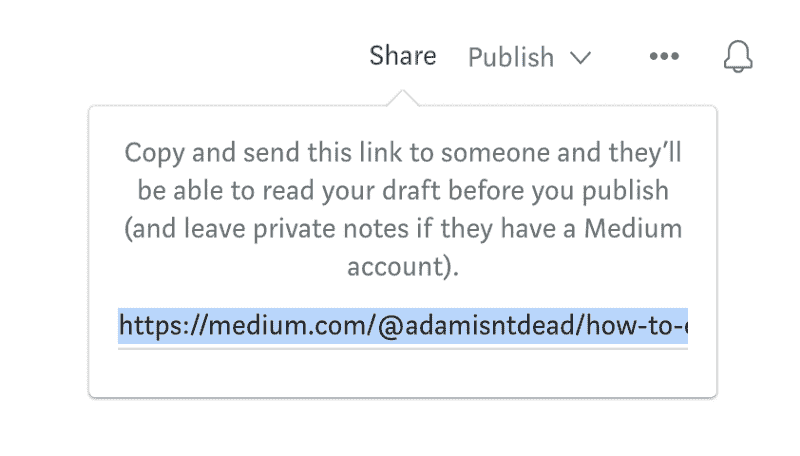 Share Publish
Copy and send this link to someone and they’ll
be able to read your draft before you publish
(and leave private notes if they have a Medium
account).
https://medium.com/@adamisntdead/how-to-